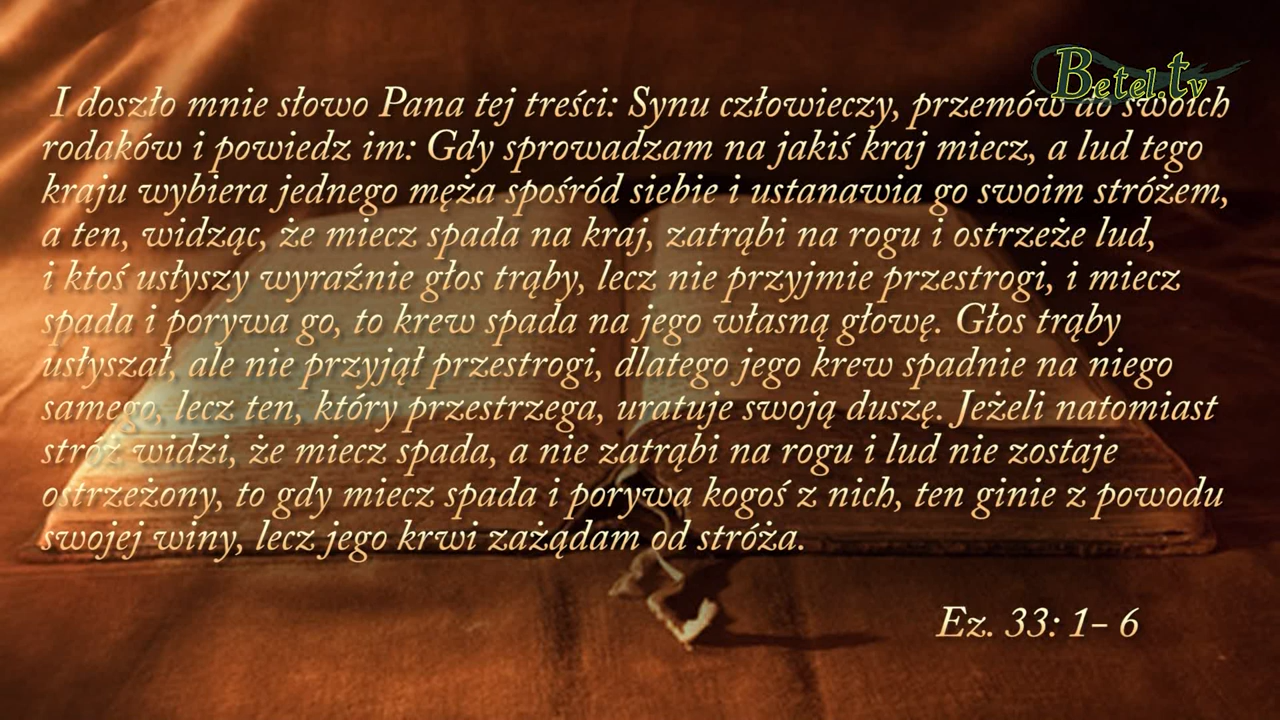 Betel.tv
I doszło mnie słowo Pana tej treści: Synu człowieczy, przemów do swoich
rodaków i powiedz im: Gdy sprowadzam na jakiś kraj miecz, a lud tego
kraju wybiera jednego męża spośród siebie i ustanawia go swoim stróżem,
a ten, widząc, że miecz spada na kraj, zatrąbi na rogu i ostrzeże lud,
i ktoś usłyszy wyraźnie głos trąby, lecz nie przyjmie przestrogi, i miecz
spada i porywa go, to krew spada na jego własną głowę. Głos trąby
usłyszał, ale nie przyjął przestrogi, dlatego jego krew spadnie na niego
samego, lecz ten, który przestrzega, uratuje swoją duszę. Jeżeli natomiast
stróż widzi, że miecz spada, a nie zatrąbi na rogu i lud nie zostaje
ostrzeżony, to gdy miecz spada i porywa kogoś z nich, ten ginie z powodu
swojej winy, lecz jego krwi zażądam od stróża.
Ez. 33: 1– 6